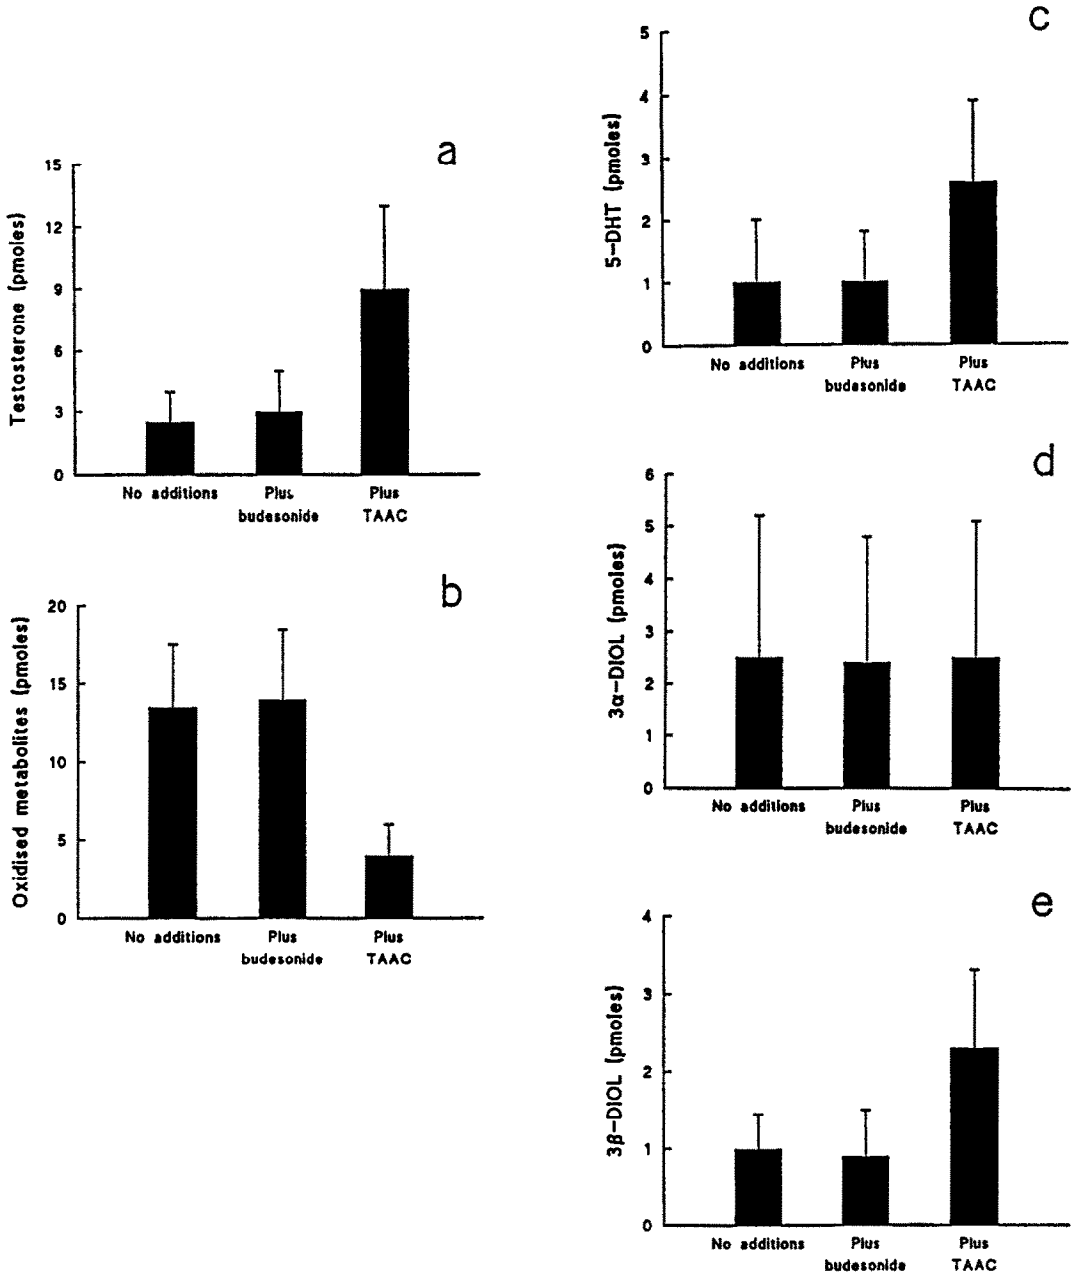 a
Testosterone (pmoles)
15
12
9
6
3
0
No additions
Plus
budesonide
Plus
TAAC
b
Oxidised metabolites (pmoles)
20
15
10
5
0
No additions
Plus
budesonide
Plus
TAAC
c
5-DHT (pmoles)
5
4
3
2
1
0
No additions
Plus
budesonide
Plus
TAAC
d
3α-DIOL (pmoles)
6
5
4
3
2
1
0
No additions
Plus
budesonide
Plus
TAAC
e
3β-DIOL (pmoles)
4
3
2
1
0
No additions
Plus
budesonide
Plus
TAAC